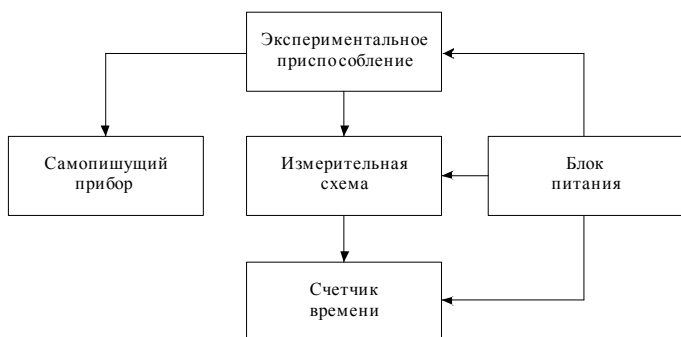 Экспериментальное
приспособление
Самопишущий
прибор
Измерительная
схема
Блок
питания
Счетчик
времени